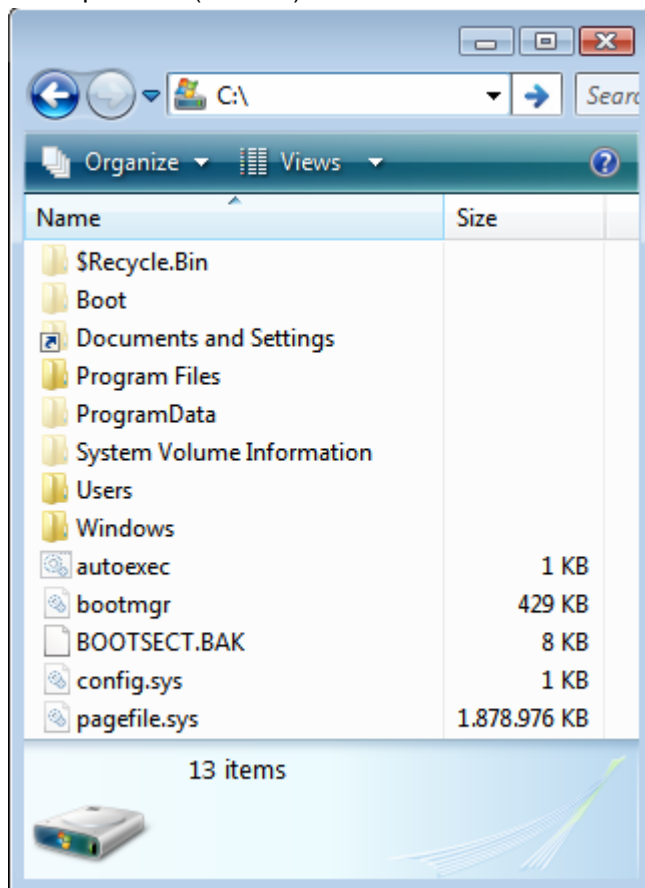 C:\
Organize Views
Name Size
$Recycle.Bin
Boot
Documents and Settings
Program Files
ProgramData
System Volume Information
Users
Windows
autoexec 1 KB
bootmgr 429 KB
BOOTSECT.BAK 8 KB
config.sys 1 KB
pagefile.sys 1.878.976 KB
13 items